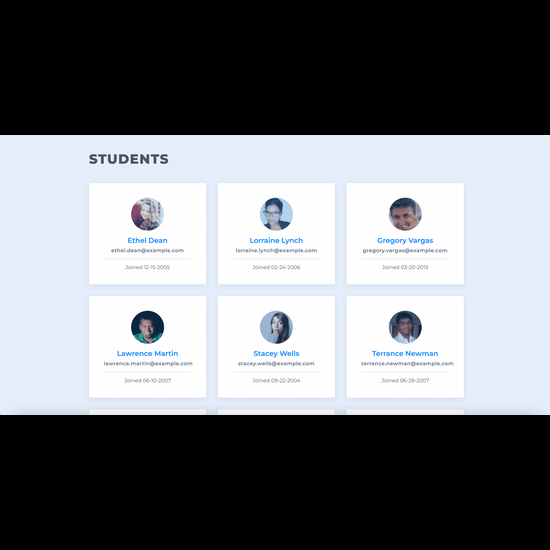 STUDENTS
Ethel Dean
ethel.dean@example.com
Joined 12-15-2005
Lorraine Lynch
lorraine.lynch@example.com
Joined 02-24-2006
Gregory Vargas
gregory.vargas@example.com
Joined 03-20-2013
Lawrence Martin
lawrence.martin@example.com
Joined 06-10-2007
Stacey Wells
stacey.wells@example.com
Joined 09-22-2004
Terrance Newman
terrance.newman@example.com
Joined 06-28-2007